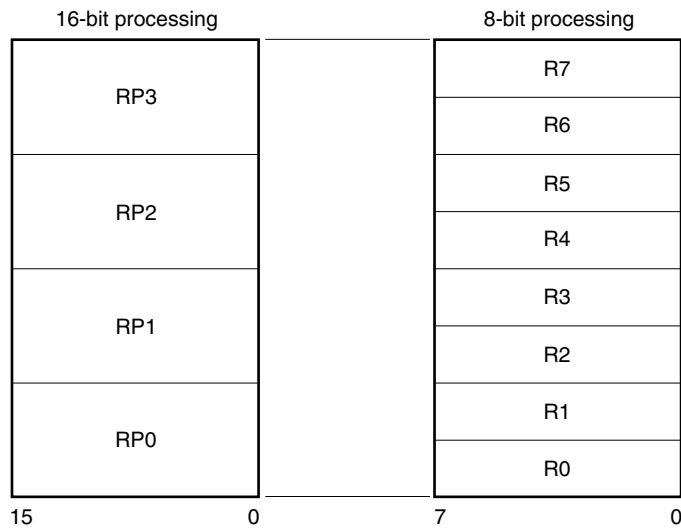 16-bit processing
8-bit processing
RP3
RP2
RP1
RP0
R7
R6
R5
R4
R3
R2
R1
R0
15 0
7 0